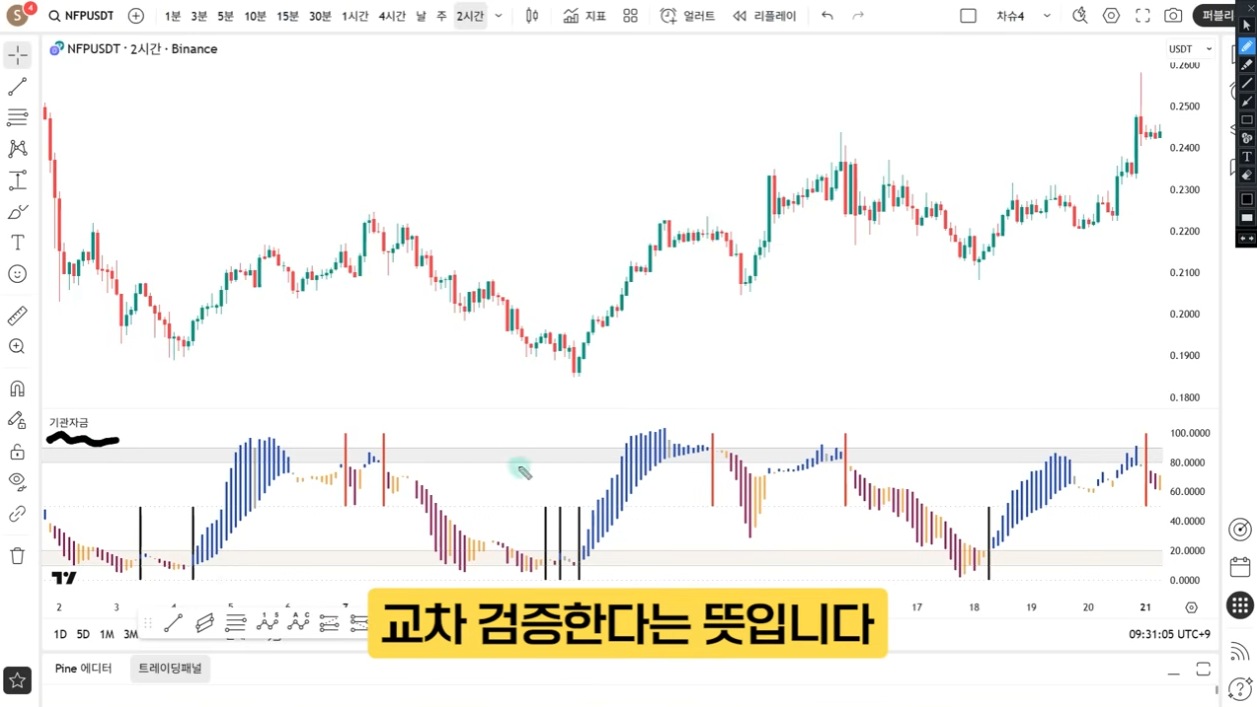 S 4 NFPUSDT 1분 3분 5분 10분 15분 30분 1시간 4시간 날 주 2시간 지표 얼러트 리플레이 차슈4 퍼블리
NFPUSDT · 2시간 · Binance
USDT
0.2600
0.2500
0.2400
0.2300
0.2200
0.2100
0.2000
0.1900
0.1800
기관자금
100.0000
80.0000
60.0000
40.0000
20.0000
0.0000
2 3 4 5 6 7 17 18 19 20 21
1D 5D 1M 3M
09:31:05 UTC+9
교차 검증한다는 뜻입니다
Pine 에디터 트레이딩패널